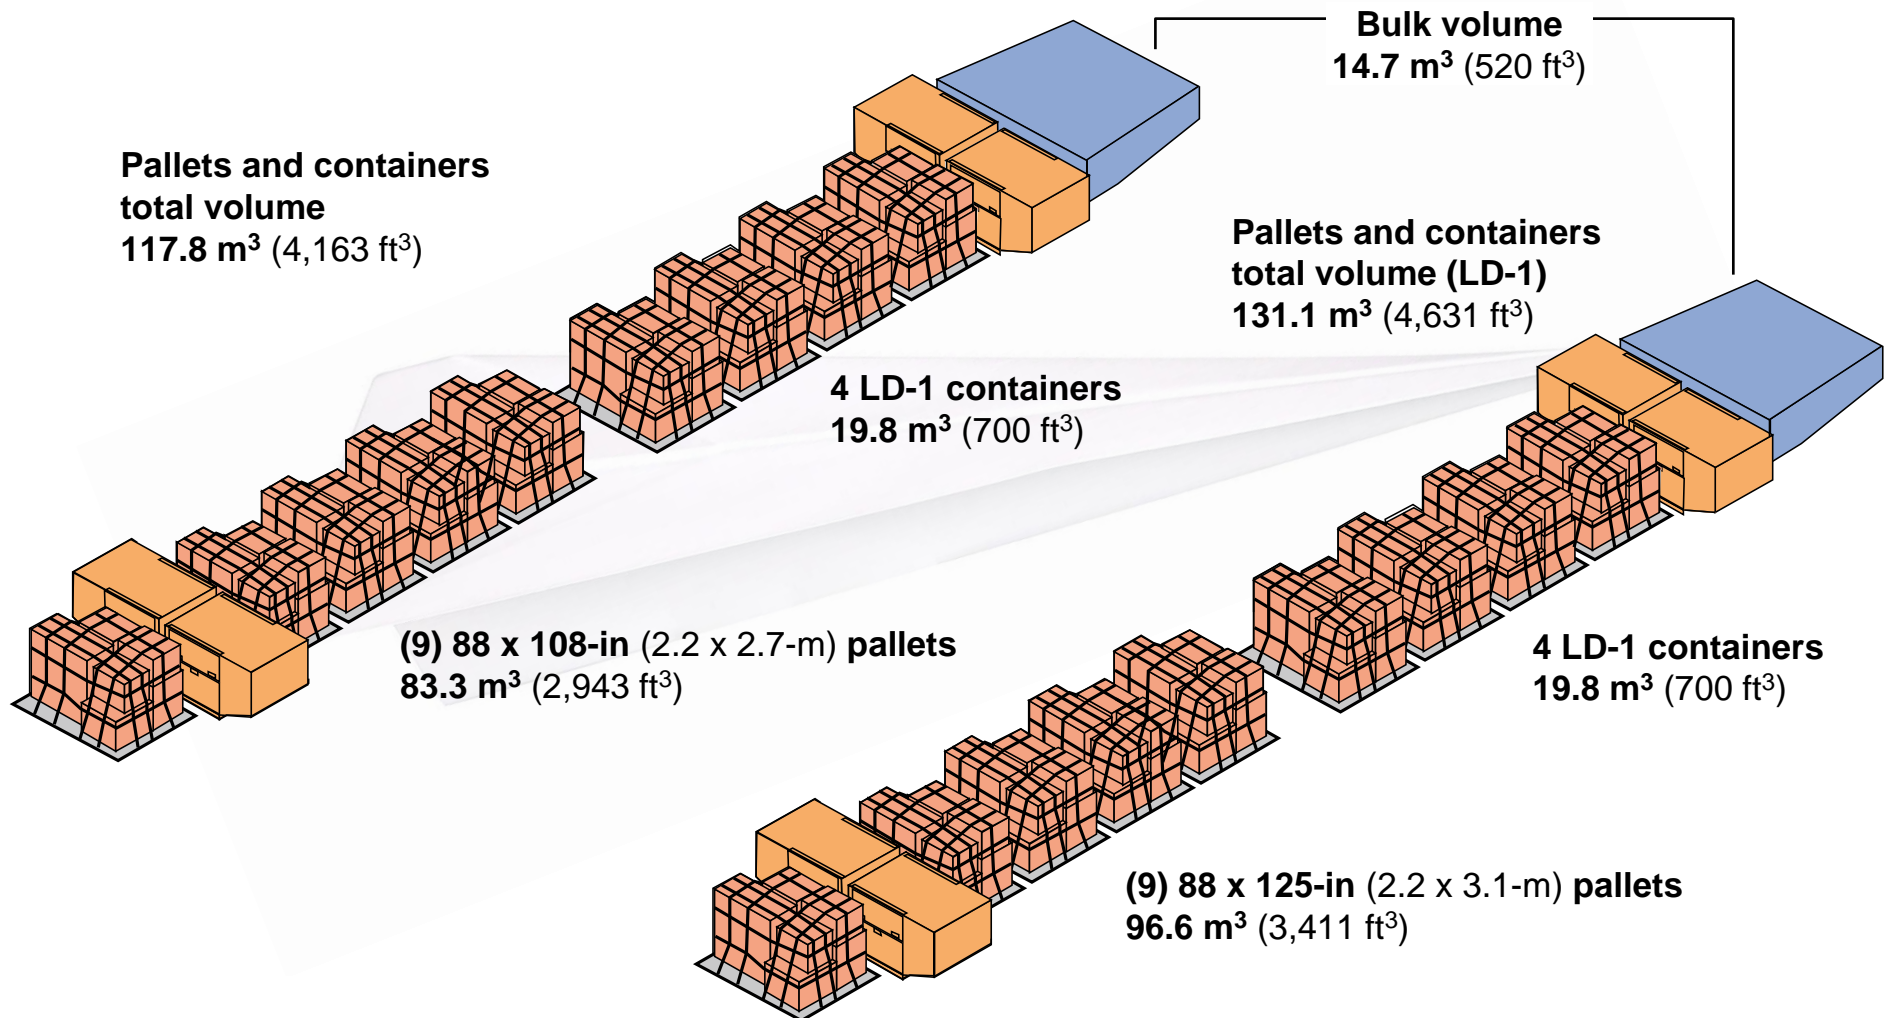 Bulk volume
14.7 m³ (520 ft³)
Pallets and containers
total volume
117.8 m³ (4,163 ft³)
Pallets and containers
total volume (LD-1)
131.1 m³ (4,631 ft³)
4 LD-1 containers
19.8 m³ (700 ft³)
(9) 88 x 108-in (2.2 x 2.7-m) pallets
83.3 m³ (2,943 ft³)
4 LD-1 containers
19.8 m³ (700 ft³)
(9) 88 x 125-in (2.2 x 3.1-m) pallets
96.6 m³ (3,411 ft³)